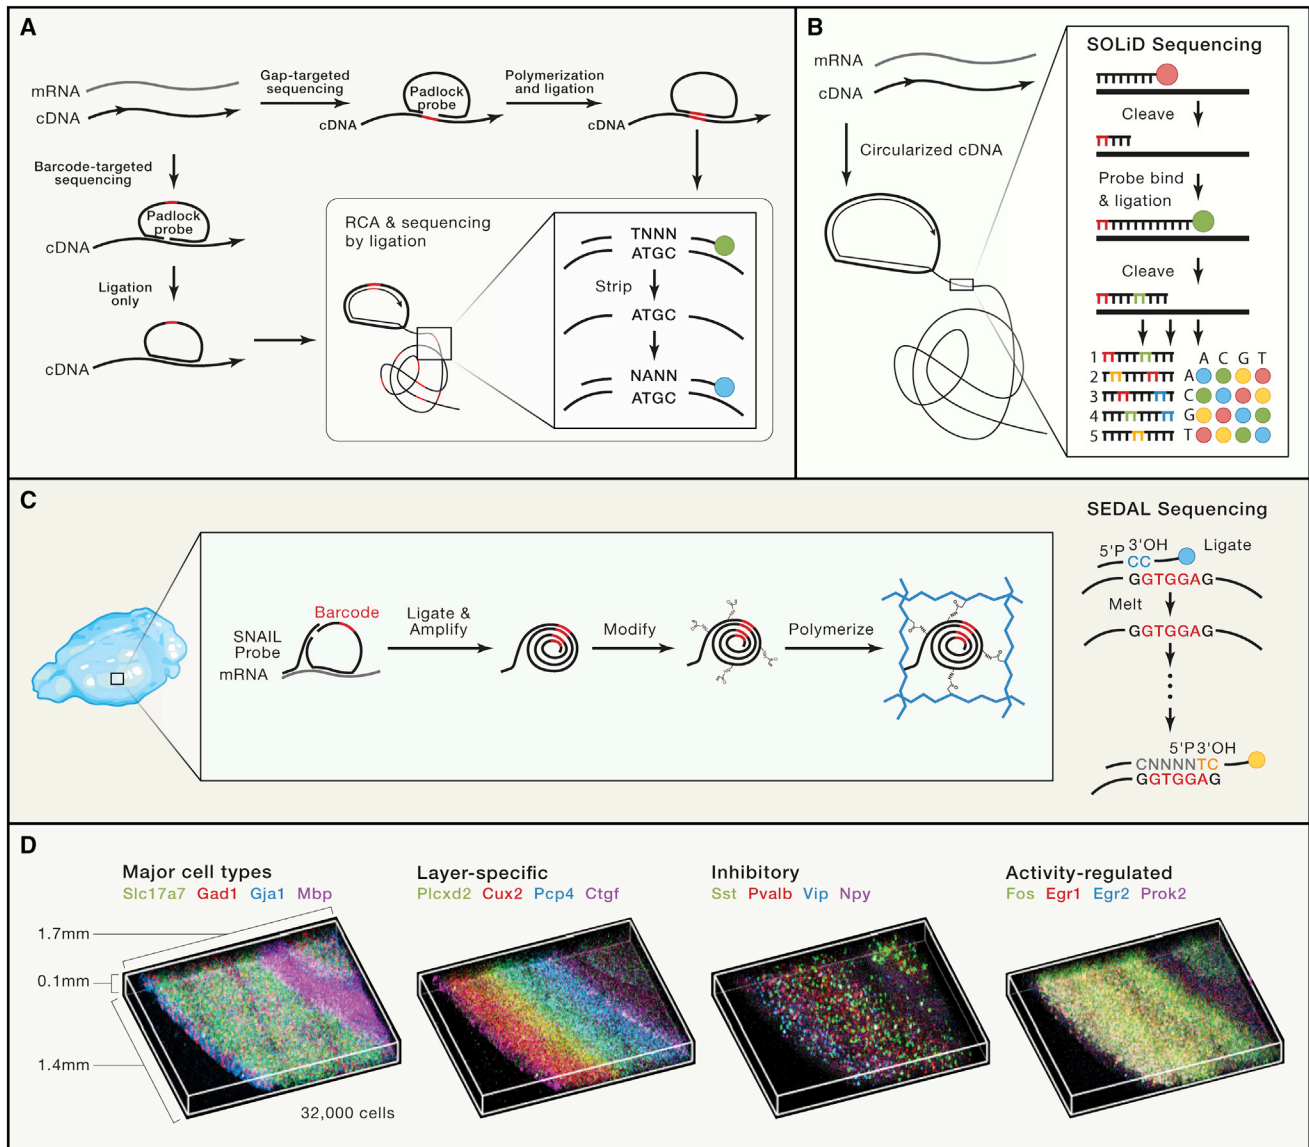 A
mRNA
cDNA
Gap-targeted
sequencing
Padlock
probe
cDNA
Polymerization
and ligation
cDNA
Barcode-targeted
sequencing
Padlock
probe
cDNA
Ligation
only
cDNA
RCA & sequencing
by ligation
TNNN
ATGC
Strip
ATGC
NANN
ATGC
B
mRNA
cDNA
Circularized cDNA
SOLiD Sequencing
Cleave
Probe bind
& ligation
Cleave
1
2
3
4
5
A C G T
A
C
G
T
C
SNAIL
Probe
mRNA
Barcode
Ligate &
Amplify
Modify
Polymerize
SEDAL Sequencing
5'P 3'OH Ligate
CC
GGTGGAG
Melt
GGTGGAG
5'P 3'OH
CNNNNTC
GGTGGAG
D
Major cell types
Slc17a7 Gad1 Gja1 Mbp
1.7mm
0.1mm
1.4mm
32,000 cells
Layer-specific
Plcxd2 Cux2 Pcp4 Ctgf
Inhibitory
Sst Pvalb Vip Npy
Activity-regulated
Fos Egr1 Egr2 Prok2